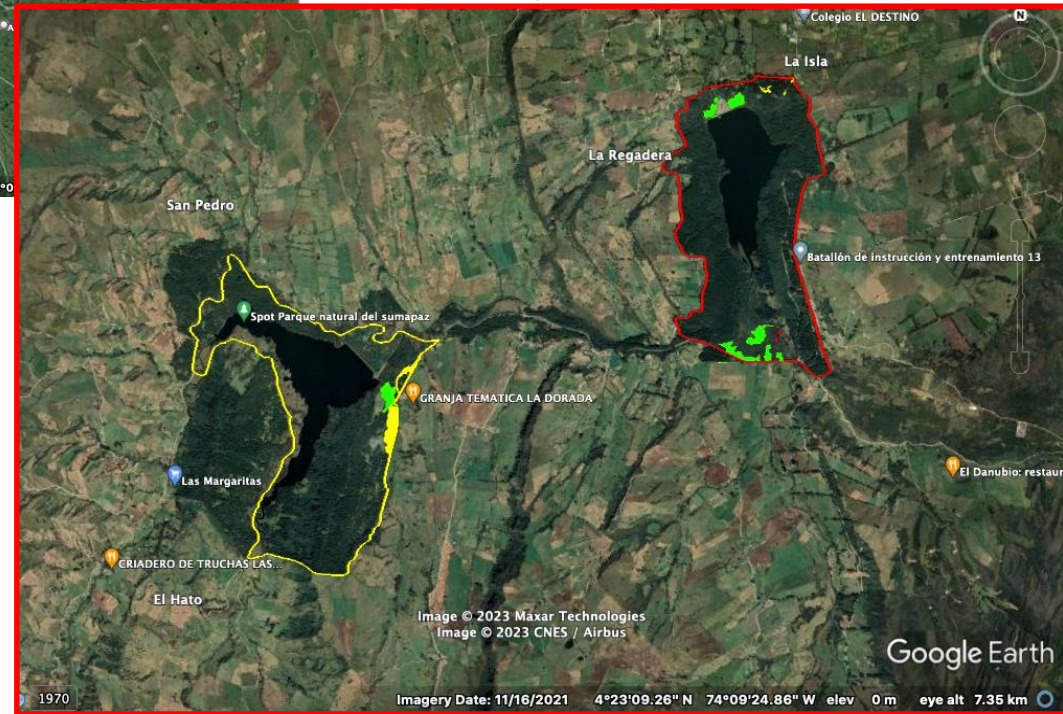 A
°0
Colegio EL DESTINO
N
La Isla
La Regadera
San Pedro
Batallón de instrucción y entrenamiento 13
Spot Parque natural del sumapaz
GRANJA TEMATICA LA DORADA
El Danubio: restaur
Las Margaritas
CRIADERO DE TRUCHAS LAS...
El Hato
Image © 2023 Maxar Technologies
Image © 2023 CNES / Airbus
Google Earth
1970
Imagery Date: 11/16/2021 4°23'09.26" N 74°09'24.86" W elev 0 m eye alt 7.35 km